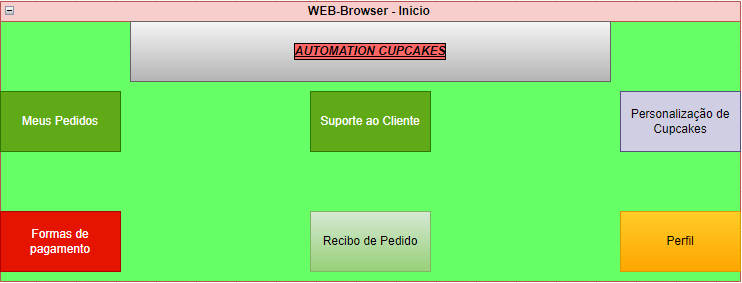 WEB-Browser - Inicio
AUTOMATION CUPCAKES
Meus Pedidos
Suporte ao Cliente
Personalização de
Cupcakes
Formas de
pagamento
Recibo de Pedido
Perfil